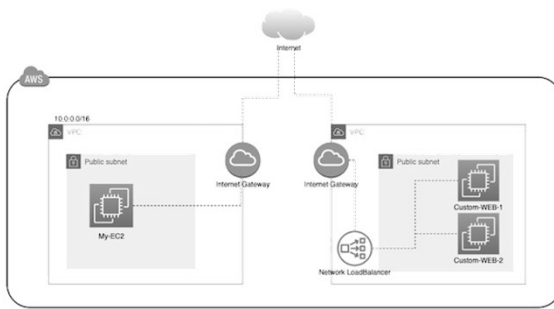 Internet
AWS
10.0.0.0/16
VPC
VPC
Public subnet
Public subnet
Internet Gateway
Internet Gateway
My-EC2
Custom-WEB-1
Network LoadBalancer
Custom-WEB-2